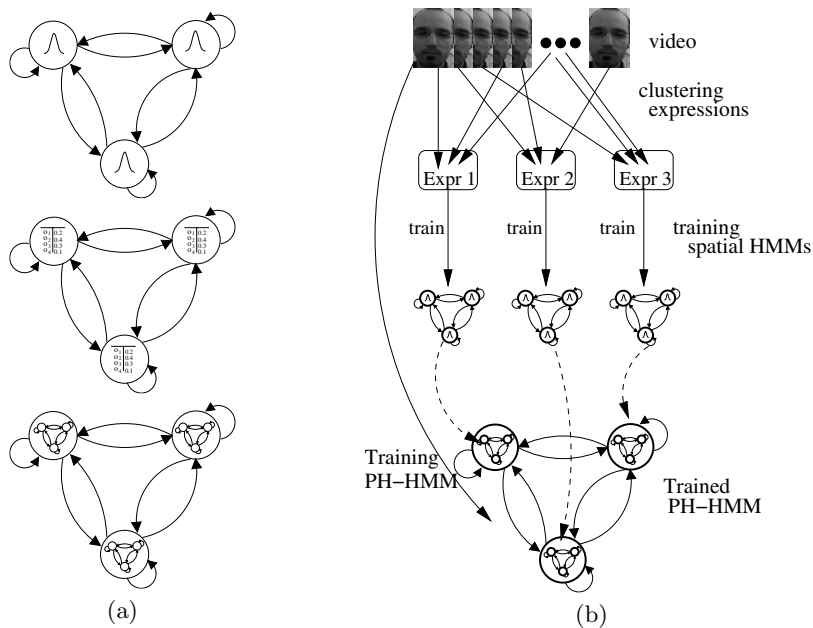 O1 0.2
O2 0.4
O3 0.3
O4 0.1
O1 0.2
O2 0.4
O3 0.3
O4 0.1
O1 0.2
O2 0.4
O3 0.3
O4 0.1
(a)
video
clustering
expressions
Expr 1 Expr 2 Expr 3
train train train
training
spatial HMMs
Training
PH−HMM
Trained
PH−HMM
(b)